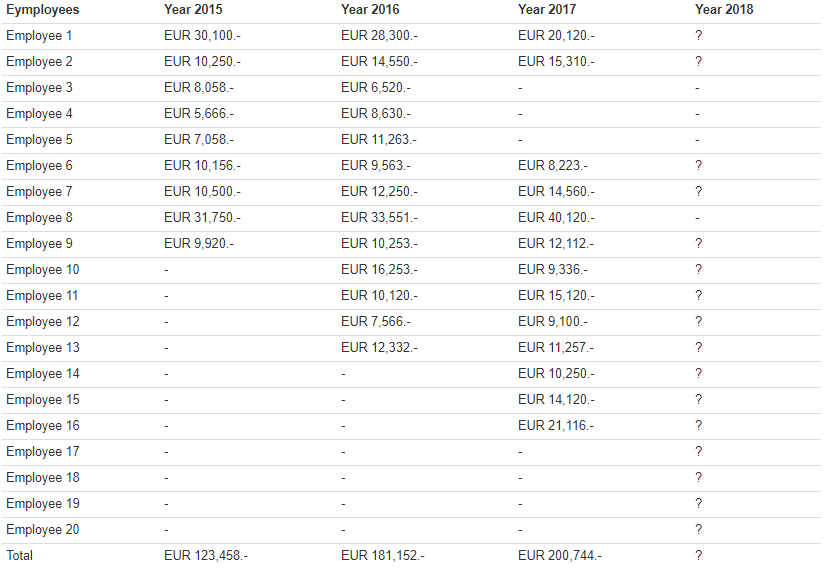 Eymployees Year 2015 Year 2016 Year 2017 Year 2018
Employee 1 EUR 30,100.- EUR 28,300.- EUR 20,120.- ?
Employee 2 EUR 10,250.- EUR 14,550.- EUR 15,310.- ?
Employee 3 EUR 8,058.- EUR 6,520.- - -
Employee 4 EUR 5,666.- EUR 8,630.- - -
Employee 5 EUR 7,058.- EUR 11,263.- - -
Employee 6 EUR 10,156.- EUR 9,563.- EUR 8,223.- ?
Employee 7 EUR 10,500.- EUR 12,250.- EUR 14,560.- ?
Employee 8 EUR 31,750.- EUR 33,551.- EUR 40,120.- -
Employee 9 EUR 9,920.- EUR 10,253.- EUR 12,112.- ?
Employee 10 - EUR 16,253.- EUR 9,336.- ?
Employee 11 - EUR 10,120.- EUR 15,120.- ?
Employee 12 - EUR 7,566.- EUR 9,100.- ?
Employee 13 - EUR 12,332.- EUR 11,257.- ?
Employee 14 - - EUR 10,250.- ?
Employee 15 - - EUR 14,120.- ?
Employee 16 - - EUR 21,116.- ?
Employee 17 - - - ?
Employee 18 - - - ?
Employee 19 - - - ?
Employee 20 - - - ?
Total EUR 123,458.- EUR 181,152.- EUR 200,744.- ?